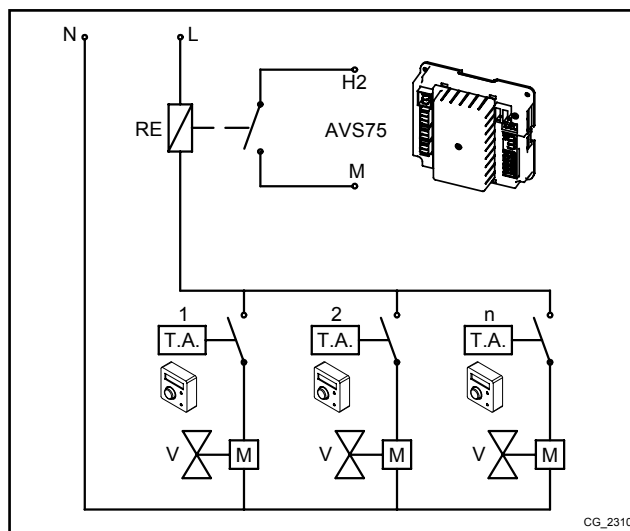 N L
H2
RE AVS75
M
1 2 n
T.A. T.A. T.A.
V M V M V M
CG_2310